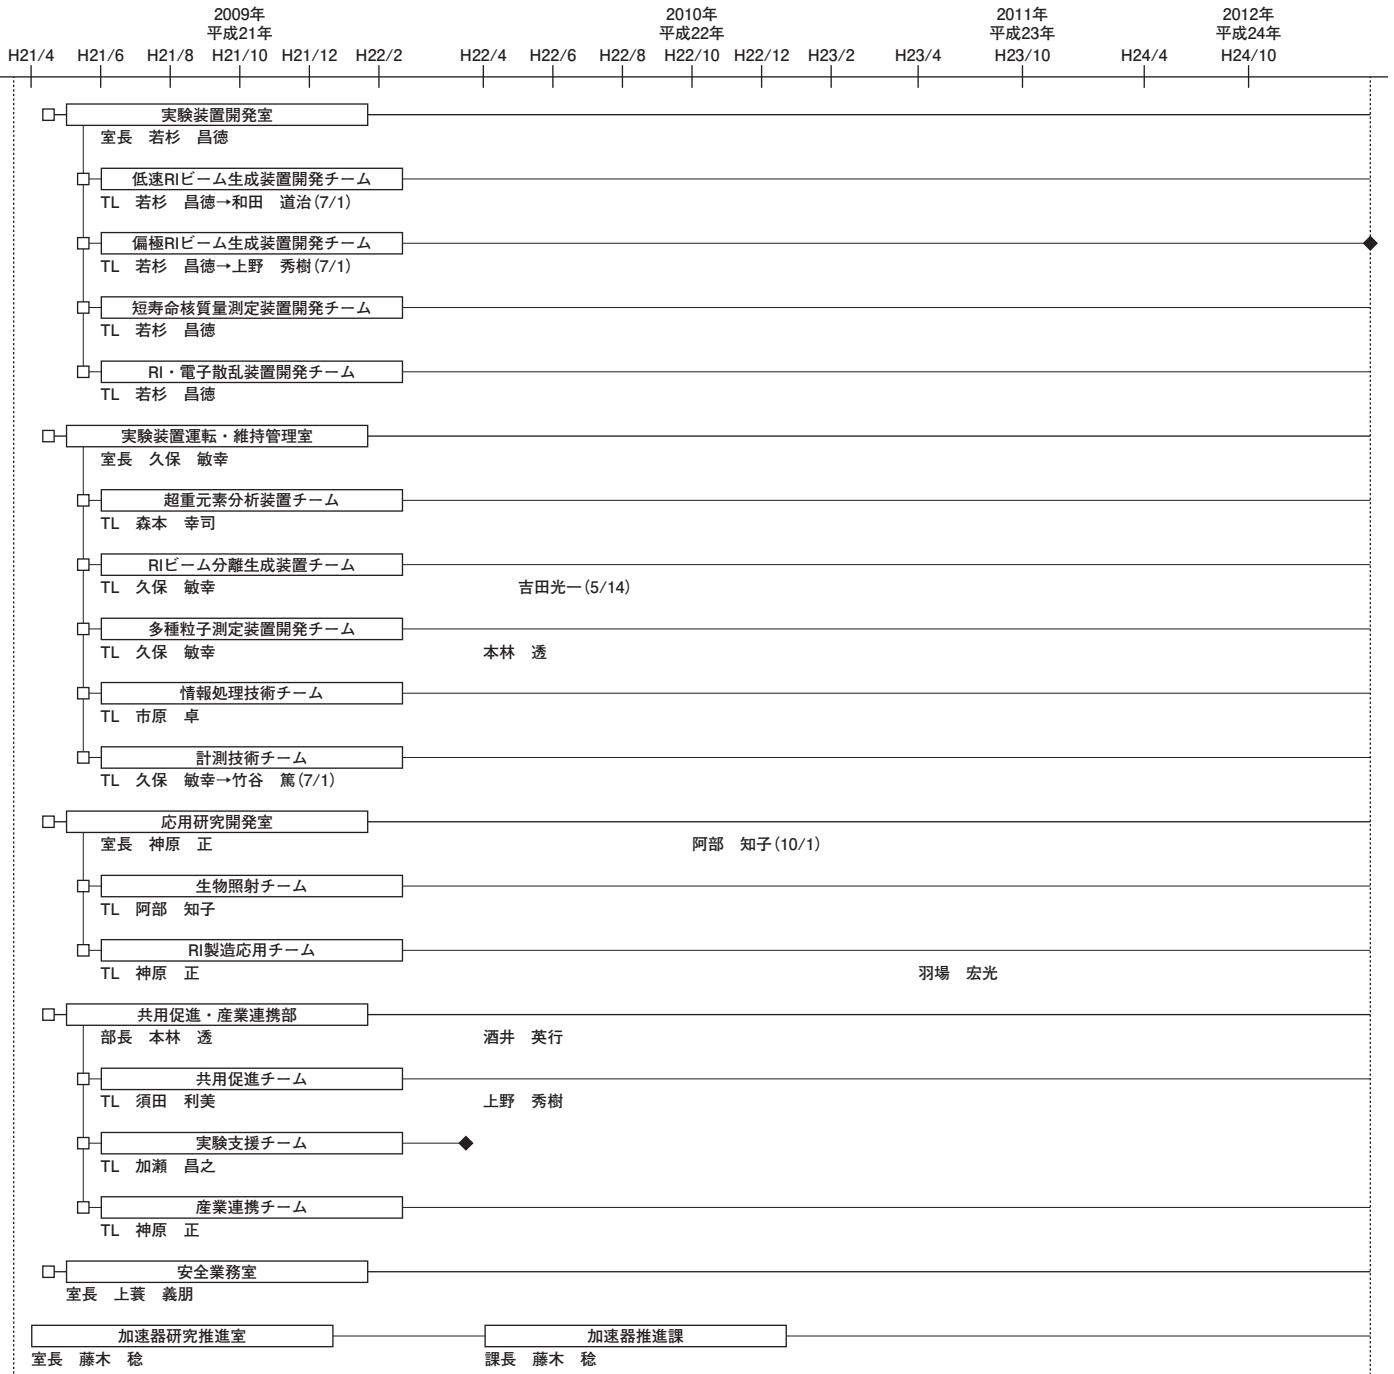 2009年
2010年
2011年
2012年
平成21年
平成22年
平成23年
平成24年
H21/4 H21/6 H21/8 H21/10 H21/12 H22/2 H22/4 H22/6 H22/8 H22/10 H22/12 H23/2 H23/4 H23/10 H24/4 H24/10
実験装置開発室
室長 若杉 昌徳
低速RIビーム生成装置開発チーム
TL 若杉 昌徳→和田 道治(7/1)
偏極RIビーム生成装置開発チーム
TL 若杉 昌徳→上野 秀樹(7/1)
短寿命核質量測定装置開発チーム
TL 若杉 昌徳
RI・電子散乱装置開発チーム
TL 若杉 昌徳
実験装置運転・維持管理室
室長 久保 敏幸
超重元素分析装置チーム
TL 森本 幸司
RIビーム分離生成装置チーム
TL 久保 敏幸 吉田光一(5/14)
多種粒子測定装置開発チーム
TL 久保 敏幸 本林 透
情報処理技術チーム
TL 市原 卓
計測技術チーム
TL 久保 敏幸→竹谷 篤(7/1)
応用研究開発室
室長 神原 正 阿部 知子(10/1)
生物照射チーム
TL 阿部 知子
RI製造応用チーム
TL 神原 正 羽場 宏光
共用促進・産業連携部
部長 本林 透 酒井 英行
共用促進チーム
TL 須田 利美 上野 秀樹
実験支援チーム
TL 加瀬 昌之
産業連携チーム
TL 神原 正
安全業務室
室長 上蓑 義朋
加速器研究推進室 加速器推進課
室長 藤木 稔 課長 藤木 稔